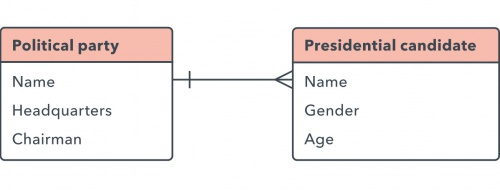 Political party
Name
Headquarters
Chairman
Presidential candidate
Name
Gender
Age